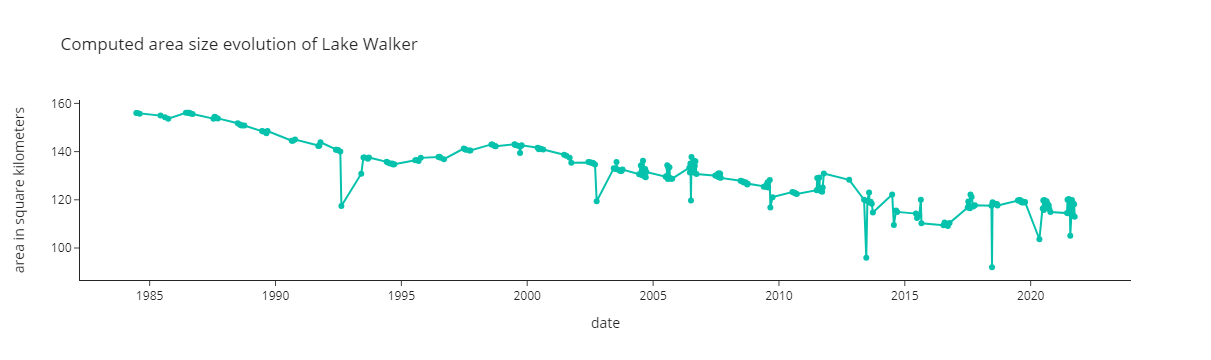 Computed area size evolution of Lake Walker
area in square kilometers
160
140
120
100
1985 1990 1995 2000 2005 2010 2015 2020
date